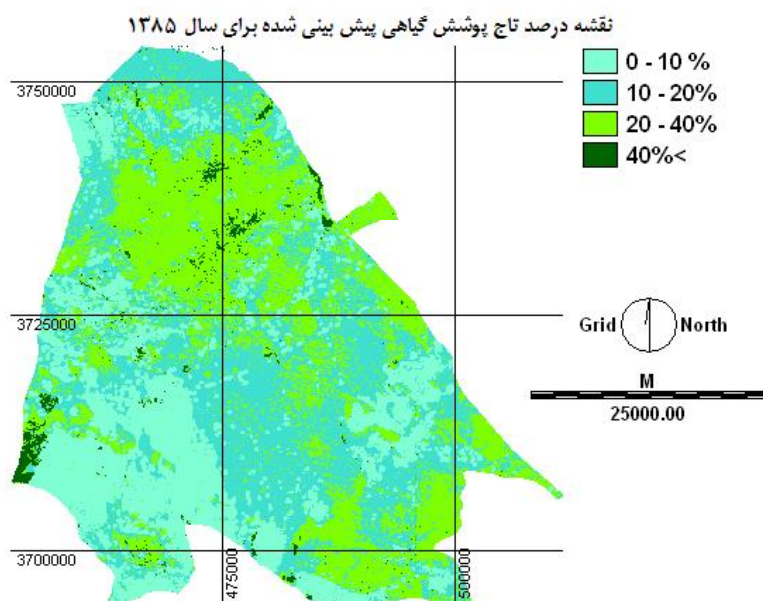 نقشه درصد تاج پوشش گیاهی پیش بینی شده برای سال ۱۳۸۵
0 - 10 %
10 - 20%
20 - 40%
40%<
3750000
3725000
3700000
475000
500000
Grid North
M
25000.00